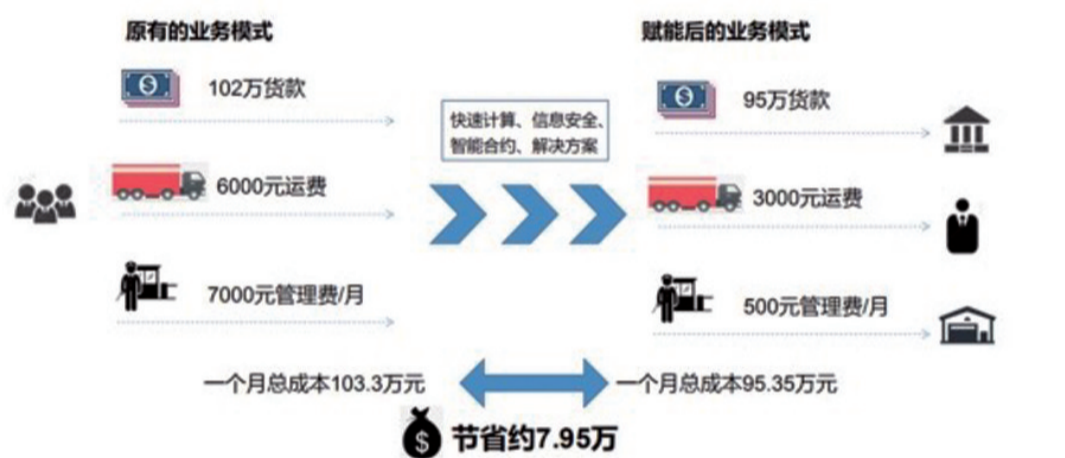 原有的业务模式
赋能后的业务模式
102万货款
95万货款
快速计算、信息安全、
智能合约、解决方案
6000元运费
3000元运费
7000元管理费/月
500元管理费/月
一个月总成本103.3万元
一个月总成本95.35万元
节省约7.95万